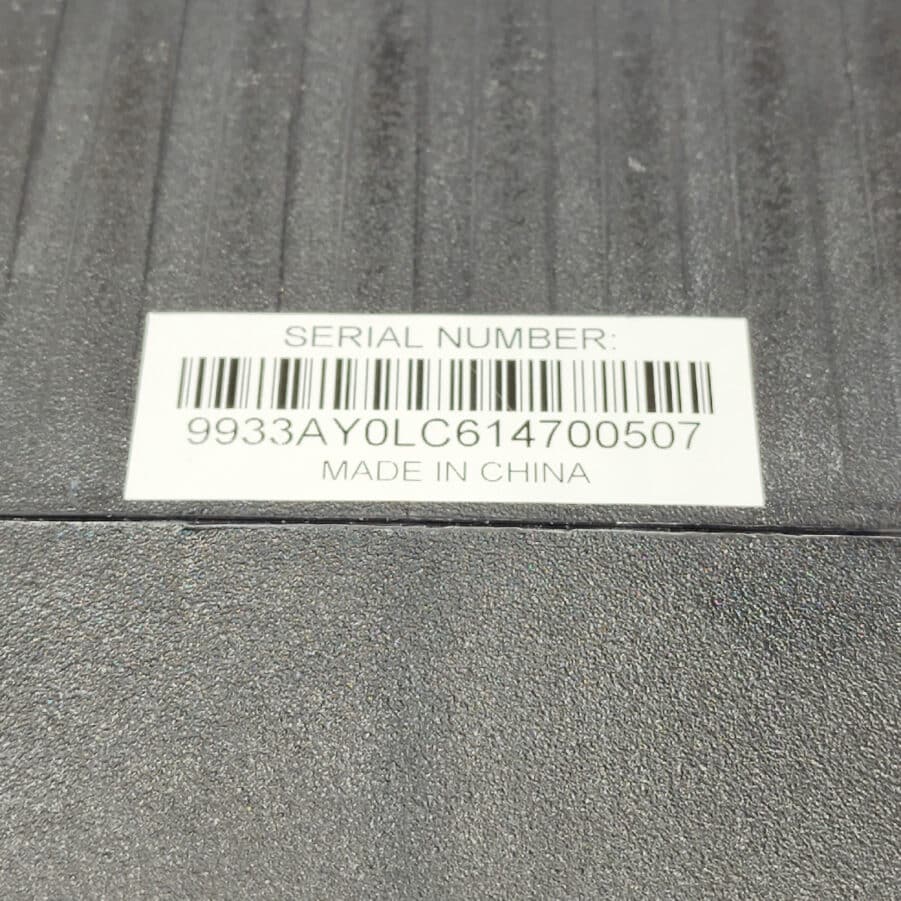 SERIAL NUMBER:
9933AY0LC614700507
MADE IN CHINA